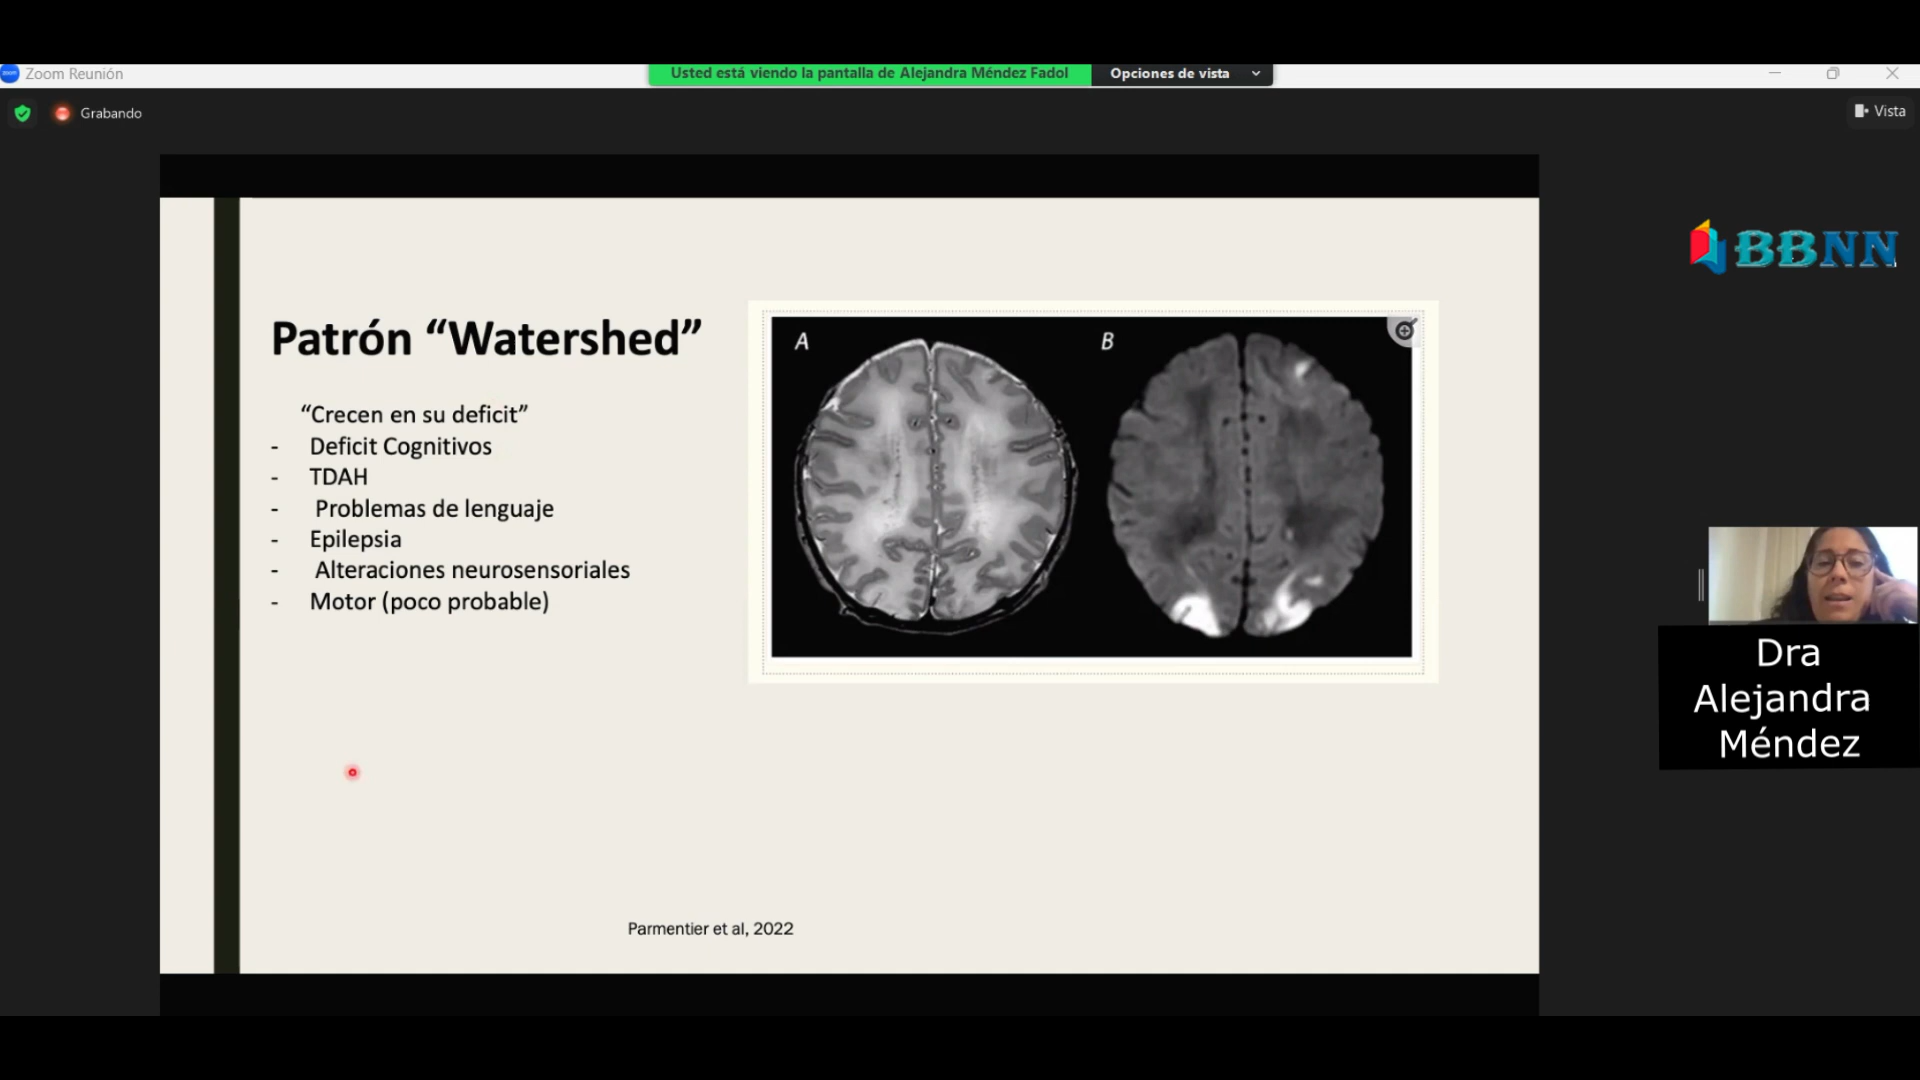 Zoom Reunión
Usted está viendo la pantalla de Alejandra Méndez Fadol
Opciones de vista
Grabando
Vista
BBNN
Patrón “Watershed”
“Crecen en su deficit”
- Deficit Cognitivos
- TDAH
- Problemas de lenguaje
- Epilepsia
- Alteraciones neurosensoriales
- Motor (poco probable)
A
B
Parmentier et al, 2022
Dra
Alejandra
Méndez